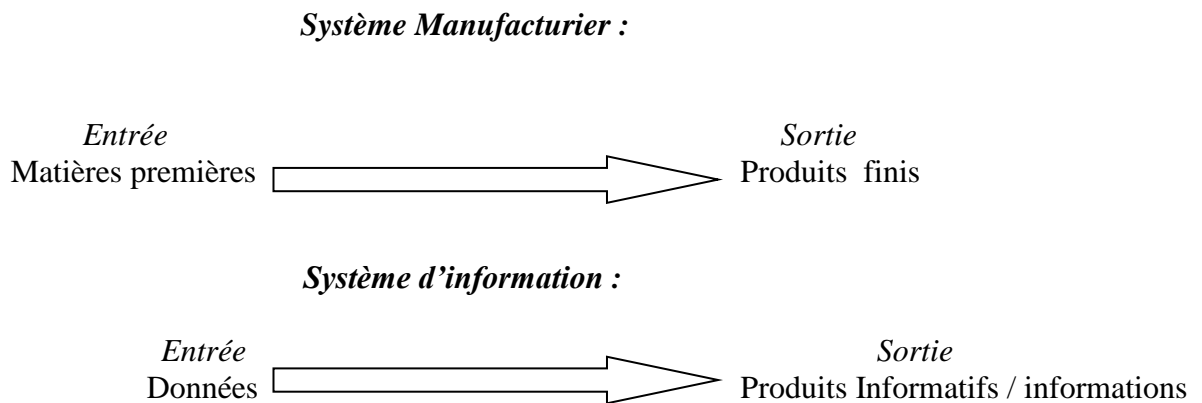 Système Manufacturier :
Entrée Sortie
Matières premières Produits finis
Système d'information :
Entrée Sortie
Données Produits Informatifs / informations